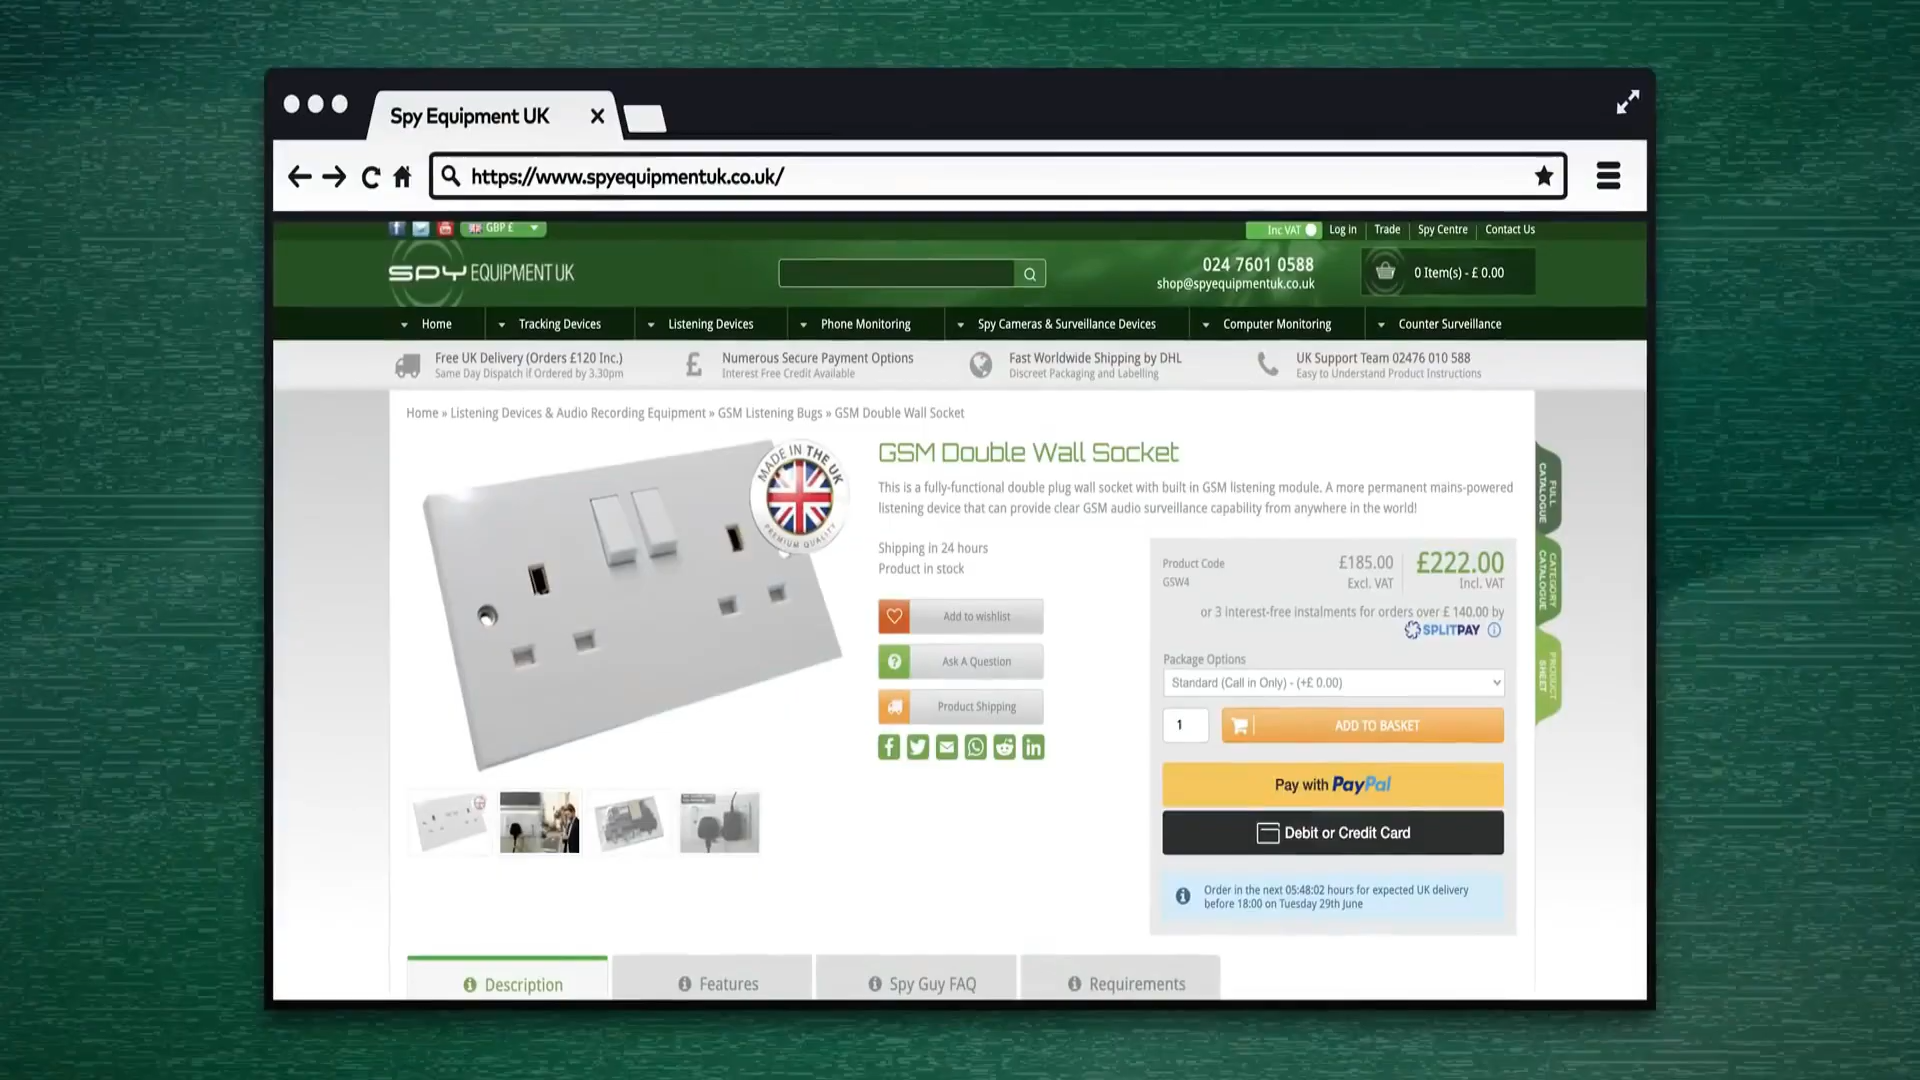 Spy Equipment UK
https://www.spyequipmentuk.co.uk/
GBP £
Inc VAT
Log in
Trade
Spy Centre
Contact Us
SPY EQUIPMENT UK
024 7601 0588
shop@spyequipmentuk.co.uk
0 Item(s) - £ 0.00
Home
Tracking Devices
Listening Devices
Phone Monitoring
Spy Cameras & Surveillance Devices
Computer Monitoring
Counter Surveillance
Free UK Delivery (Orders £120 Inc.)
Same Day Dispatch if Ordered by 3.30pm
Numerous Secure Payment Options
Interest Free Credit Available
Fast Worldwide Shipping by DHL
Discreet Packaging and Labelling
UK Support Team 02476 010 588
Easy to Understand Product Instructions
Home » Listening Devices & Audio Recording Equipment » GSM Listening Bugs » GSM Double Wall Socket
MADE IN THE UK
PREMIUM QUALITY
GSM Double Wall Socket
This is a fully-functional double plug wall socket with built in GSM listening module. A more permanent mains-powered
listening device that can provide clear GSM audio surveillance capability from anywhere in the world!
Shipping in 24 hours
Product in stock
Add to wishlist
Ask A Question
Product Shipping
Product Code
GSW4
£185.00
Excl. VAT
£222.00
Incl. VAT
or 3 interest-free instalments for orders over £ 140.00 by
SPLITPAY
Package Options
Standard (Call in Only) - (+£ 0.00)
1
ADD TO BASKET
Pay with PayPal
Debit or Credit Card
Order in the next 05:48:02 hours for expected UK delivery
before 18:00 on Tuesday 29th June
FULL
CATALOGUE
CATEGORY
CATALOGUE
PRODUCT
SHEET
Description
Features
Spy Guy FAQ
Requirements